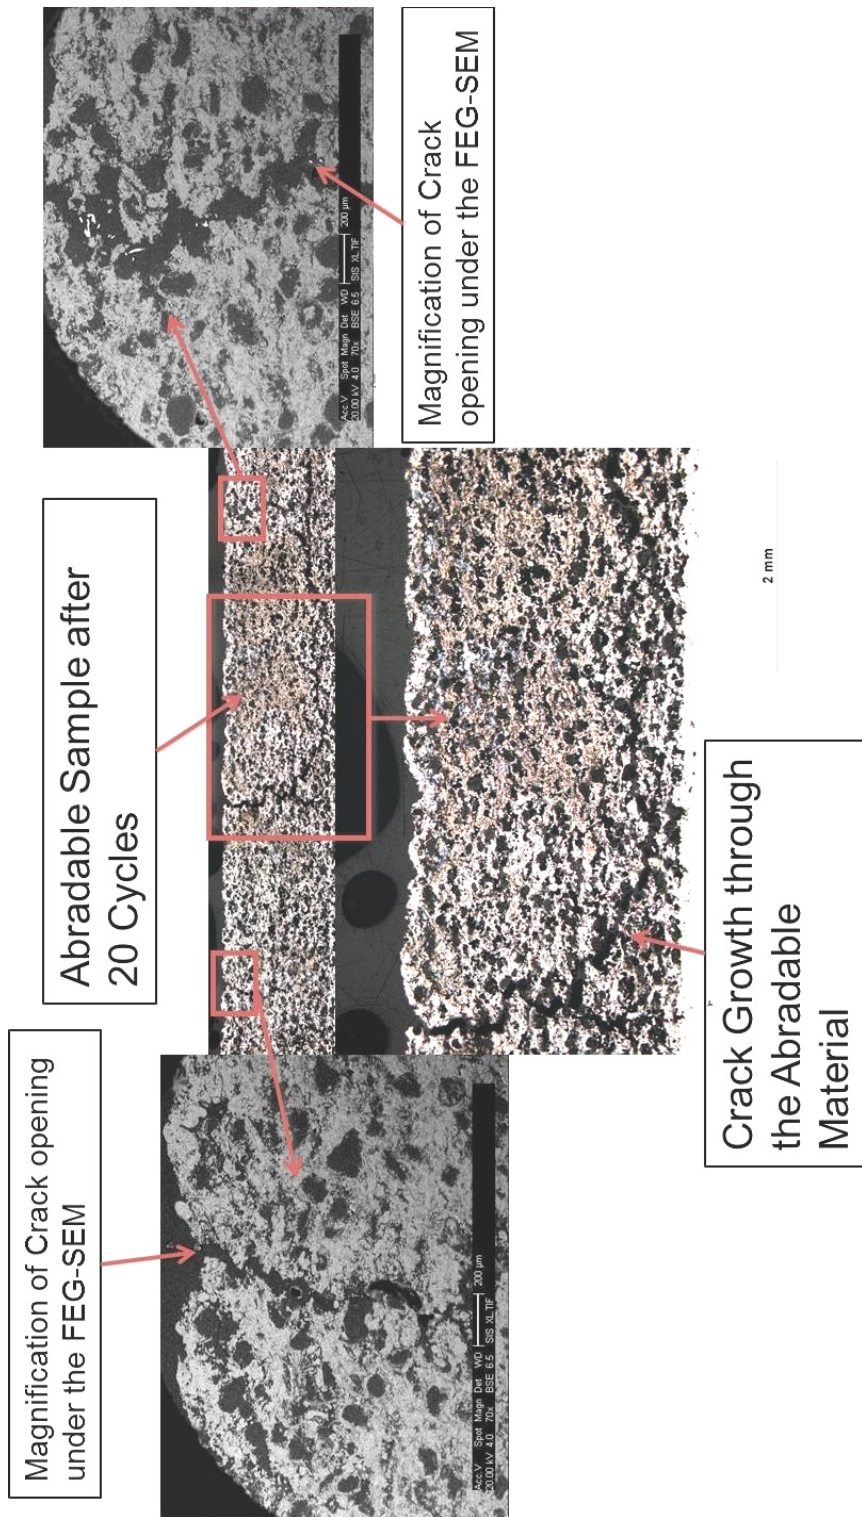 Magnification of Crack opening
under the FEG-SEM
Abradable Sample after
20 Cycles
Acc.V Spot Magn Det WD 200 µm
20.00 kV 4.0 70x BSE 6.5 SIS XL TIF
Magnification of Crack
opening under the FEG-SEM
Acc.V Spot Magn Det WD 200 µm
20.00 kV 4.0 70x BSE 6.5 SIS XL TIF
Crack Growth through
the Abradable
Material
2 mm